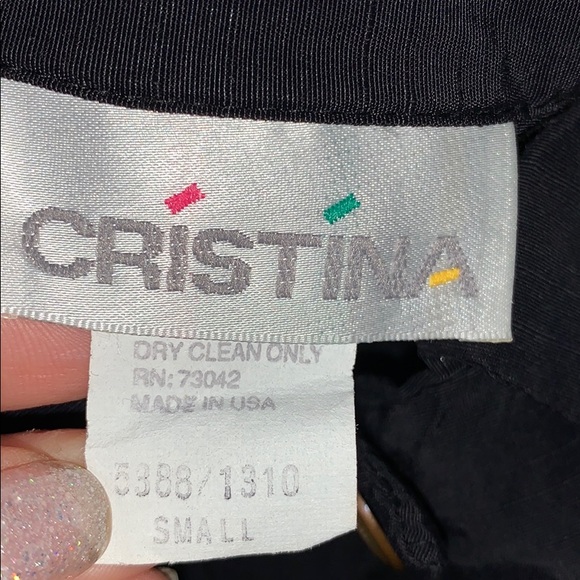 CRISTINA
DRY CLEAN ONLY
RN: 73042
MADE IN USA
5388/1310
SMALL